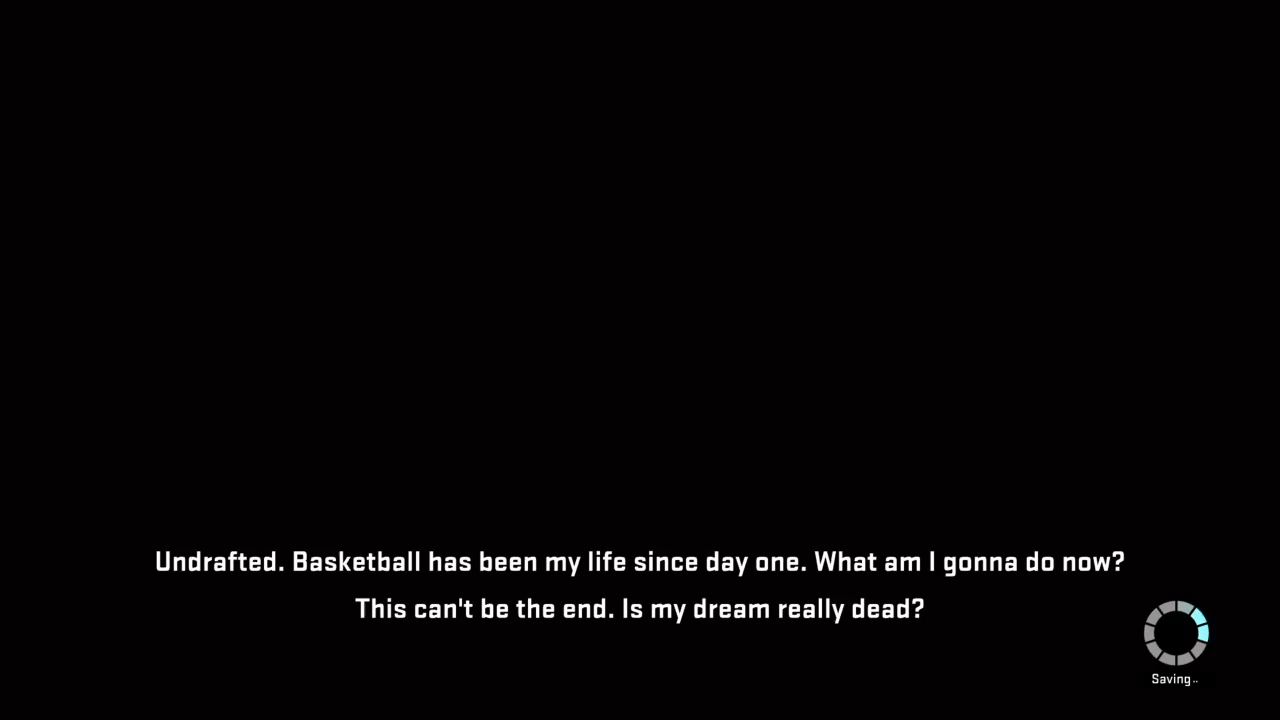 Undrafted. Basketball has been my life since day one. What am I gonna do now?
This can't be the end. Is my dream really dead?
Saving..